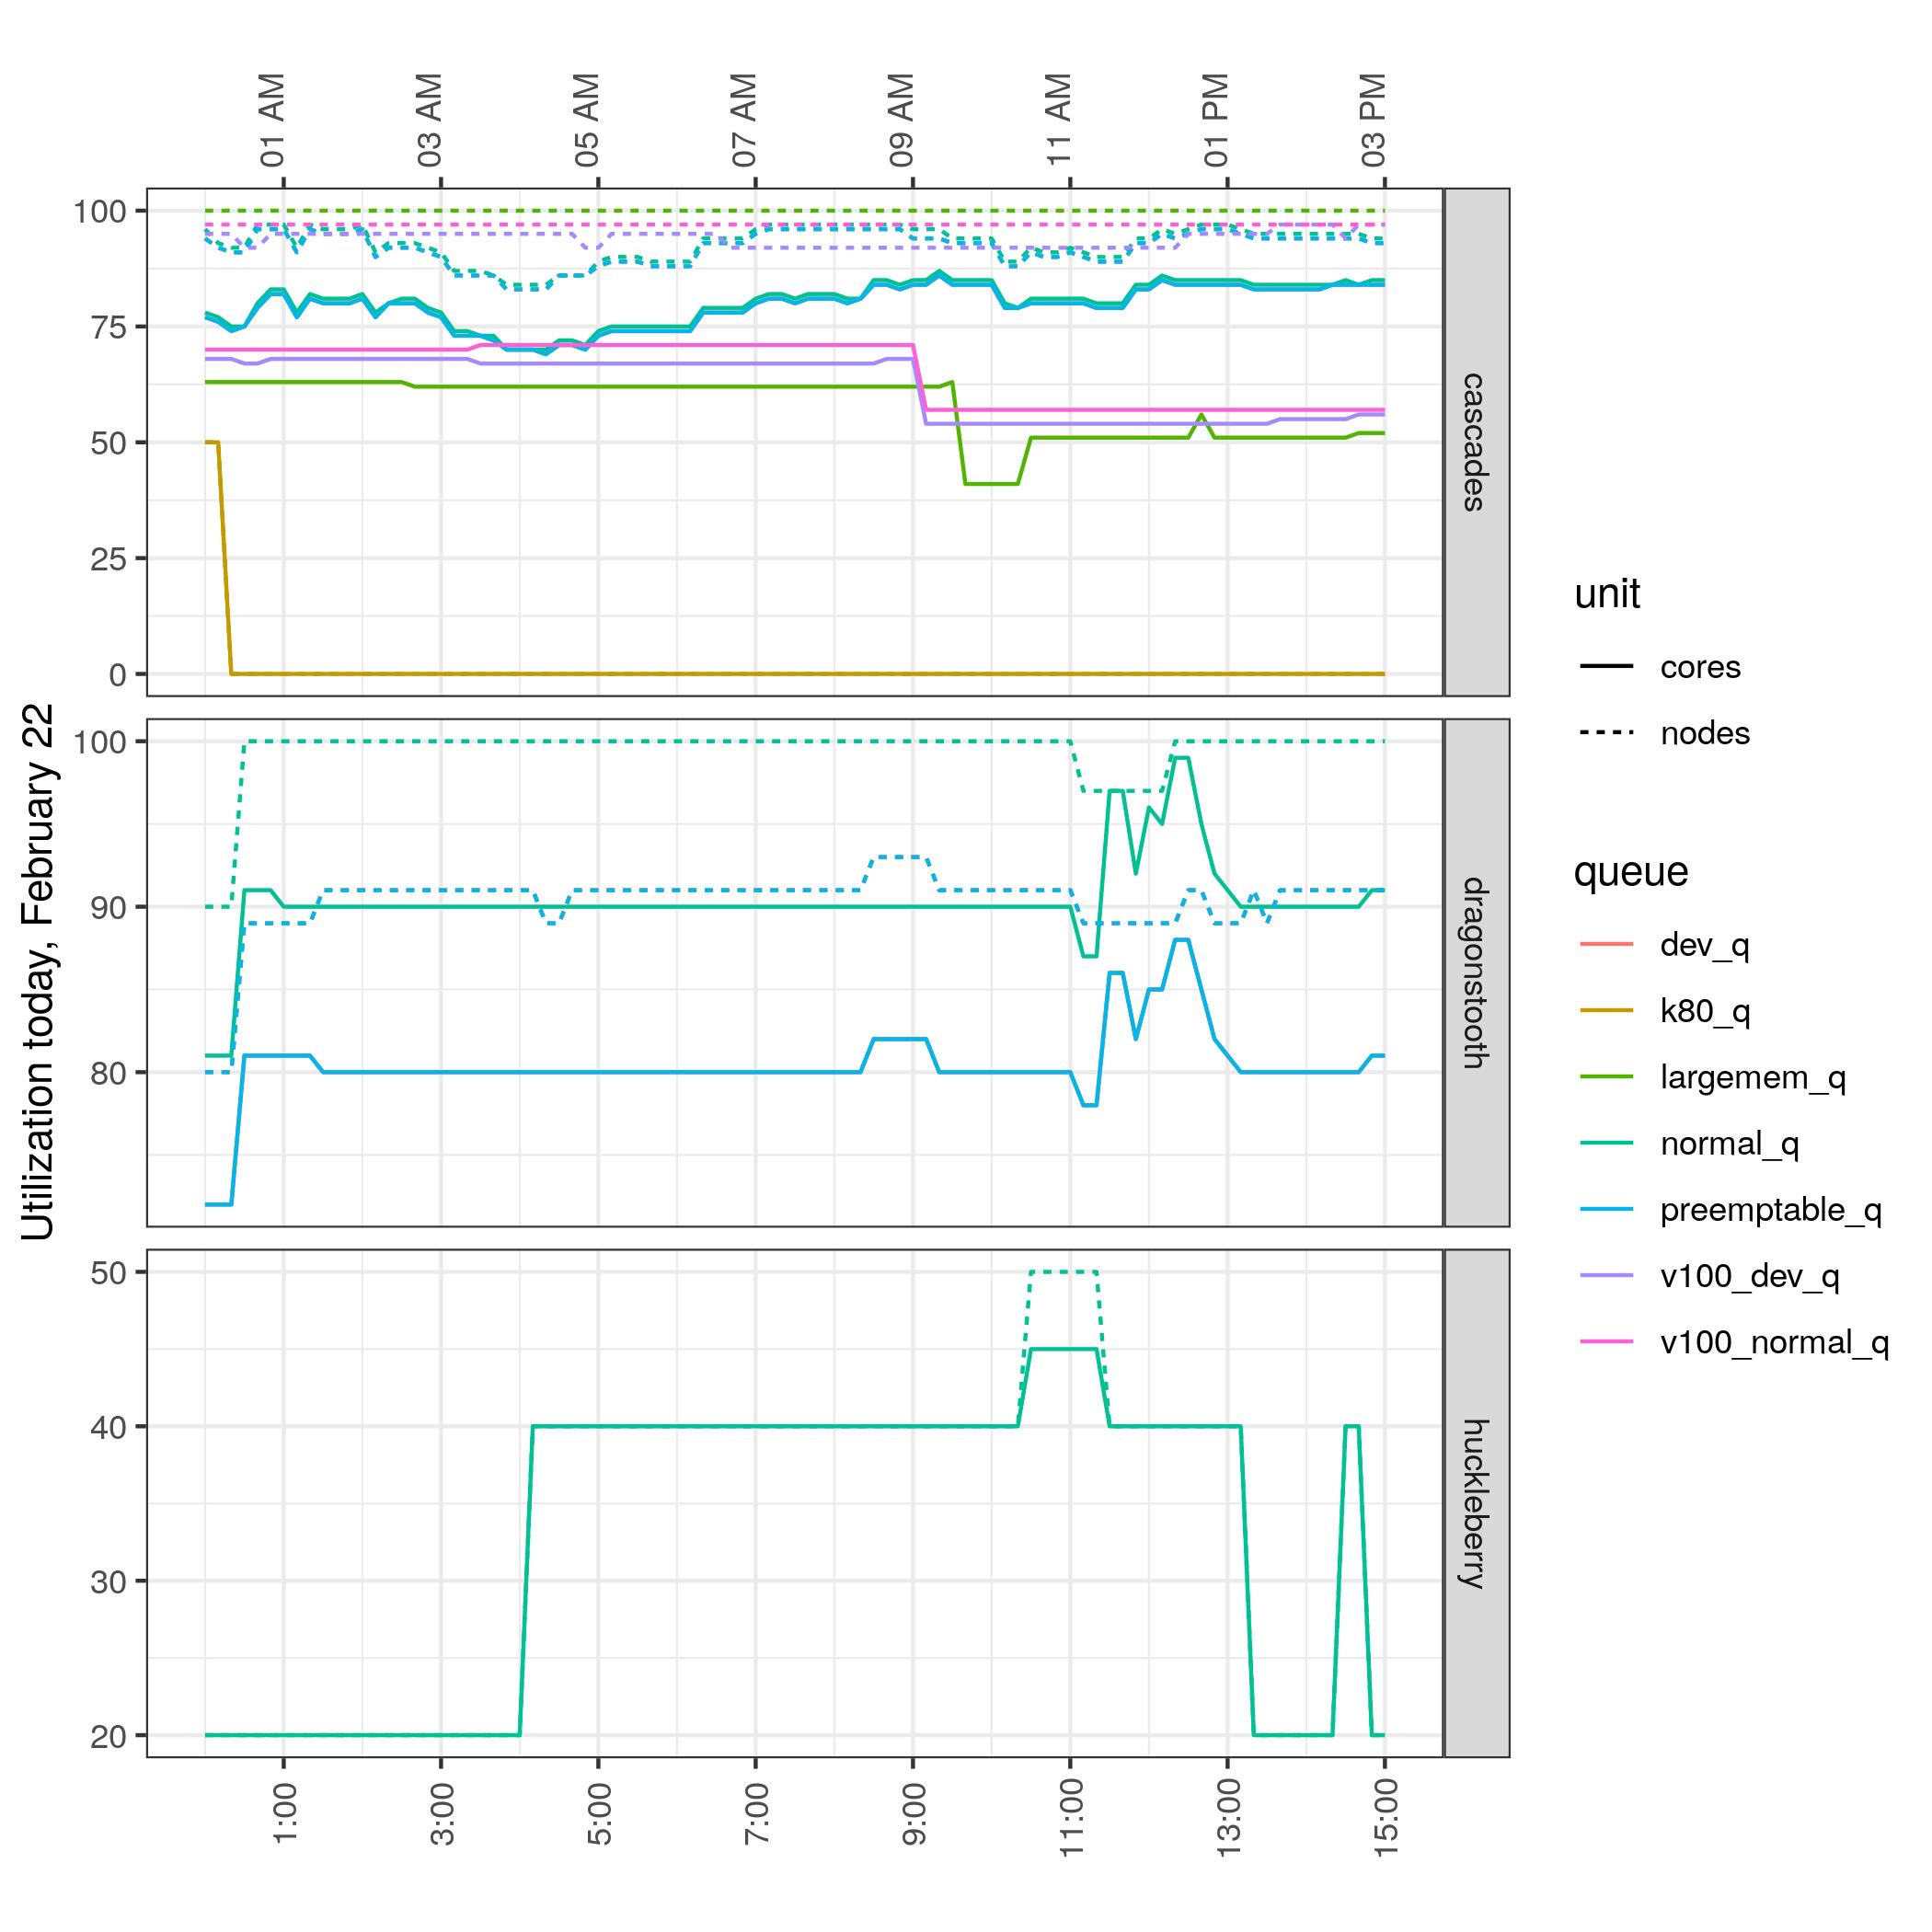 01 AM
03 AM
05 AM
07 AM
09 AM
11 AM
01 PM
03 PM
Utilization today, February 22
100
75
50
25
0
cascades
100
90
80
dragonstooth
50
40
30
20
huckleberry
1:00
3:00
5:00
7:00
9:00
11:00
13:00
15:00
unit
cores
nodes
queue
dev_q
k80_q
largemem_q
normal_q
preemptable_q
v100_dev_q
v100_normal_q